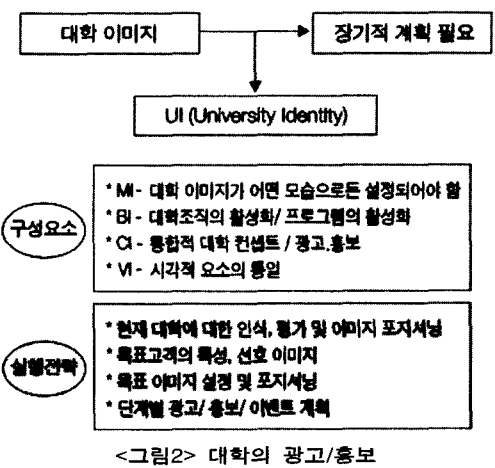 대학 이미지
장기적 계획 필요
UI (University Identity)
구성요소
* MI - 대학 이미지가 어떤 모습으로든 설정되어야 함
* BI - 대학조직의 활성화/ 프로그램의 활성화
* CI - 통합적 대학 컨셉트 / 광고.홍보
* VI - 시각적 요소의 통일
실행전략
* 현재 대학에 대한 인식, 평가 및 이미지 포지셔닝
* 목표고객의 특성, 선호 이미지
* 목표 이미지 설정 및 포지셔닝
* 단계별 광고/ 홍보/ 이벤트 계획
<그림2> 대학의 광고/홍보